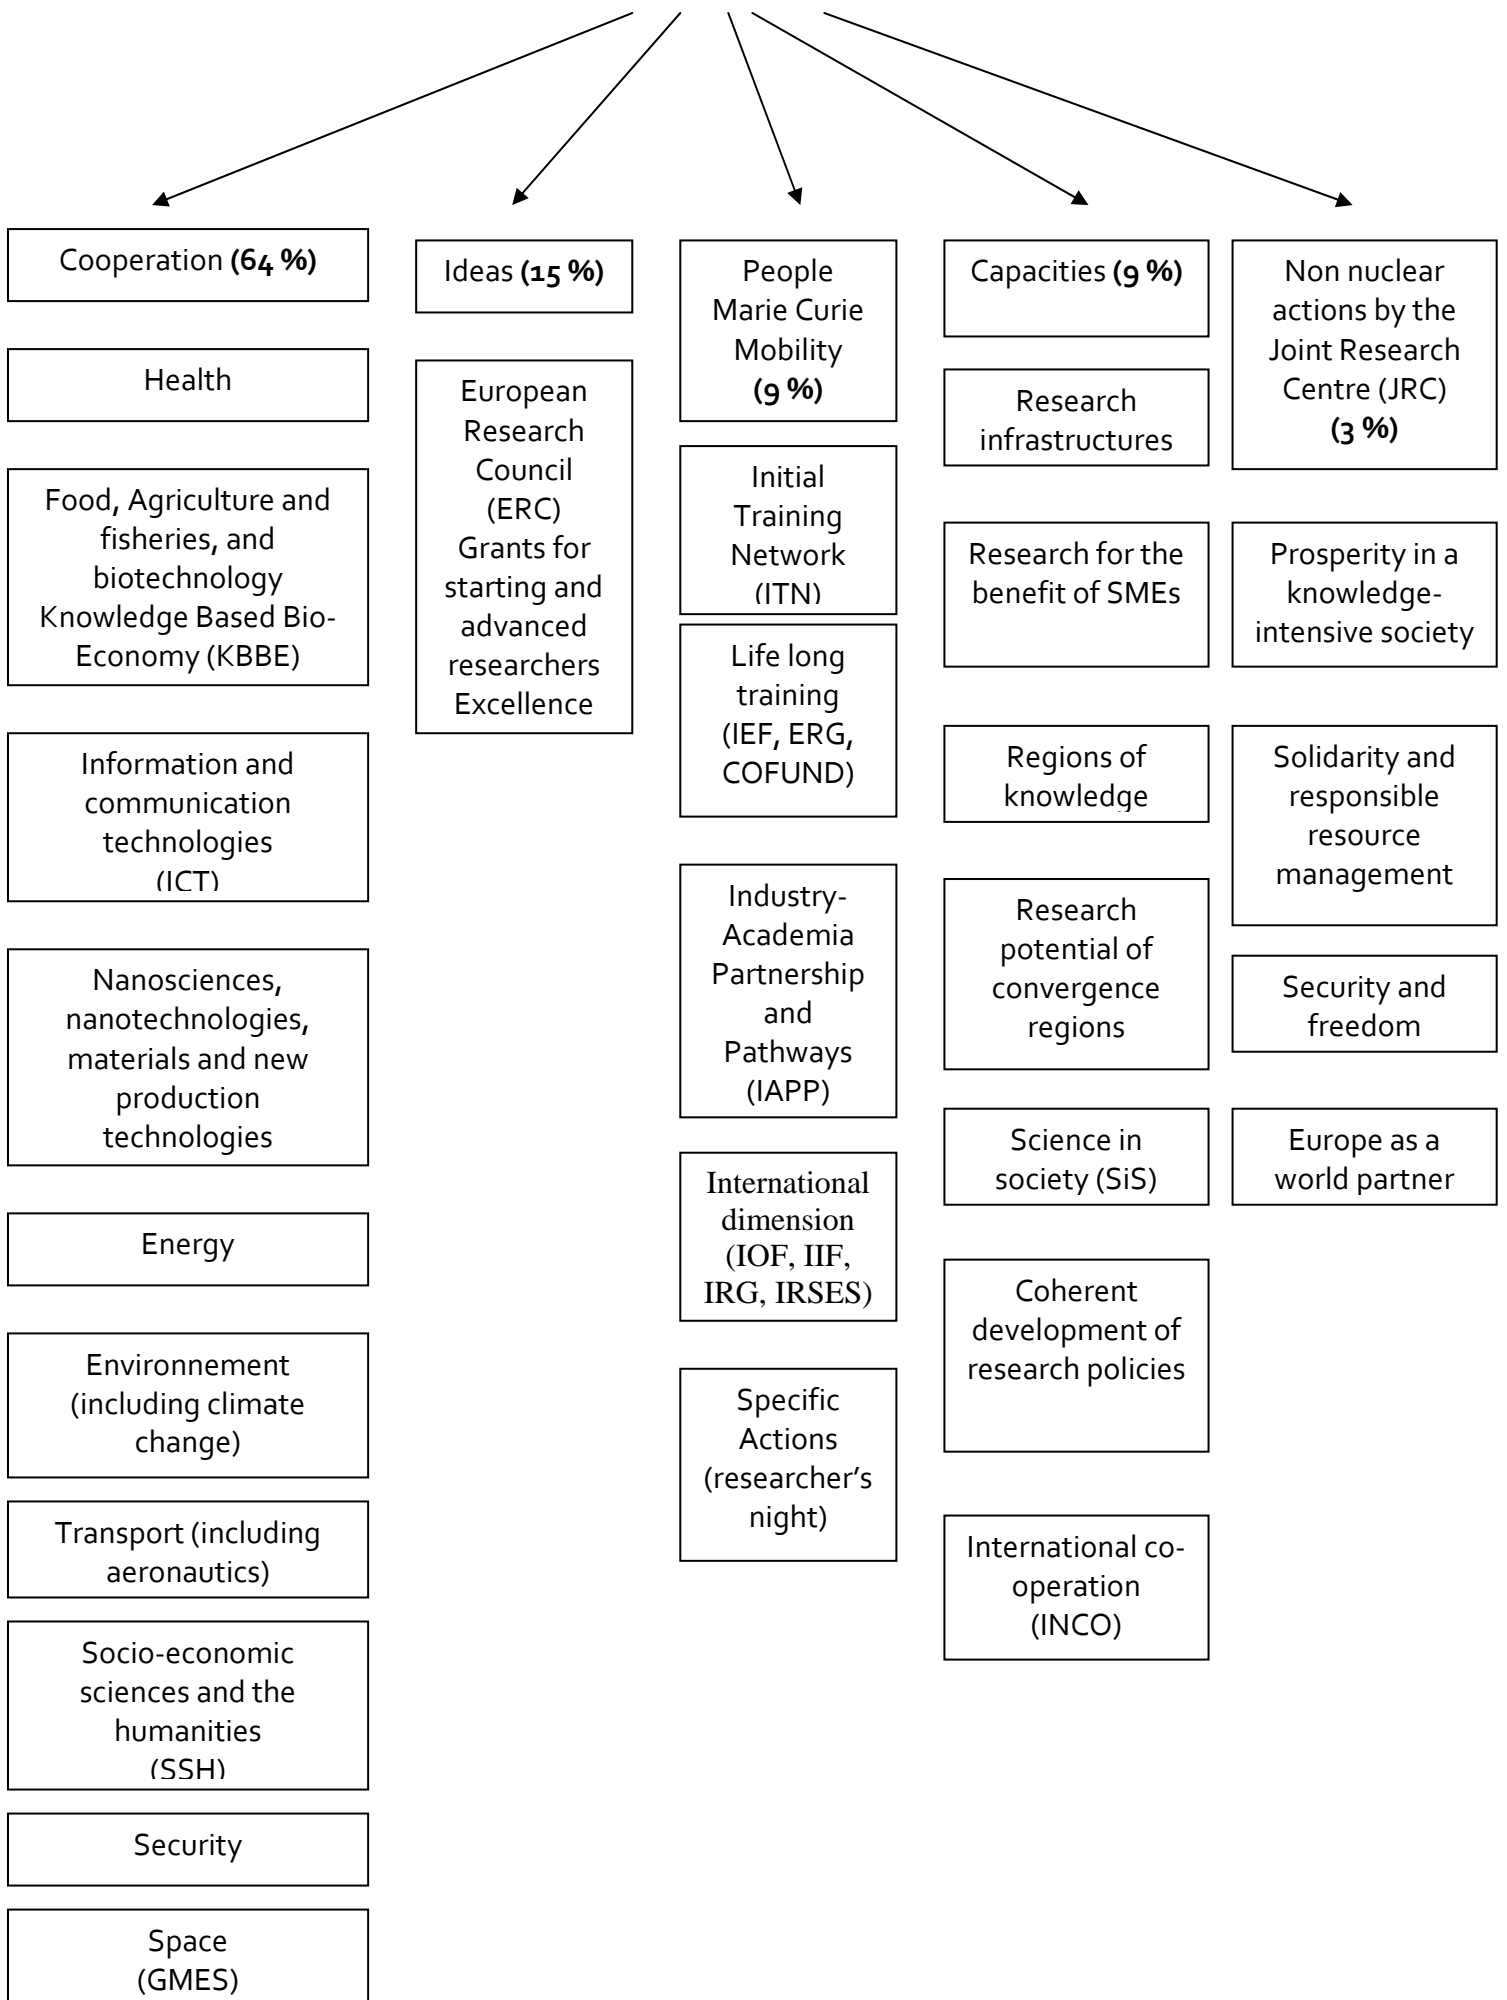 Cooperation (64 %)
Health
Food, Agriculture and
fisheries, and
biotechnology
Knowledge Based Bio-
Economy (KBBE)
Information and
communication
technologies
(ICT)
Nanosciences,
nanotechnologies,
materials and new
production
technologies
Energy
Environnement
(including climate
change)
Transport (including
aeronautics)
Socio-economic
sciences and the
humanities
(SSH)
Security
Space
(GMES)
Ideas (15 %)
European
Research
Council
(ERC)
Grants for
starting and
advanced
researchers
Excellence
People
Marie Curie
Mobility
(9 %)
Initial
Training
Network
(ITN)
Life long
training
(IEF, ERG,
COFUND)
Industry-
Academia
Partnership
and
Pathways
(IAPP)
International
dimension
(IOF, IIF,
IRG, IRSES)
Specific
Actions
(researcher’s
night)
Capacities (9 %)
Research
infrastructures
Research for the
benefit of SMEs
Regions of
knowledge
Research
potential of
convergence
regions
Science in
society (SiS)
Coherent
development of
research policies
International co-
operation
(INCO)
Non nuclear
actions by the
Joint Research
Centre (JRC)
(3 %)
Prosperity in a
knowledge-
intensive society
Solidarity and
responsible
resource
management
Security and
freedom
Europe as a
world partner